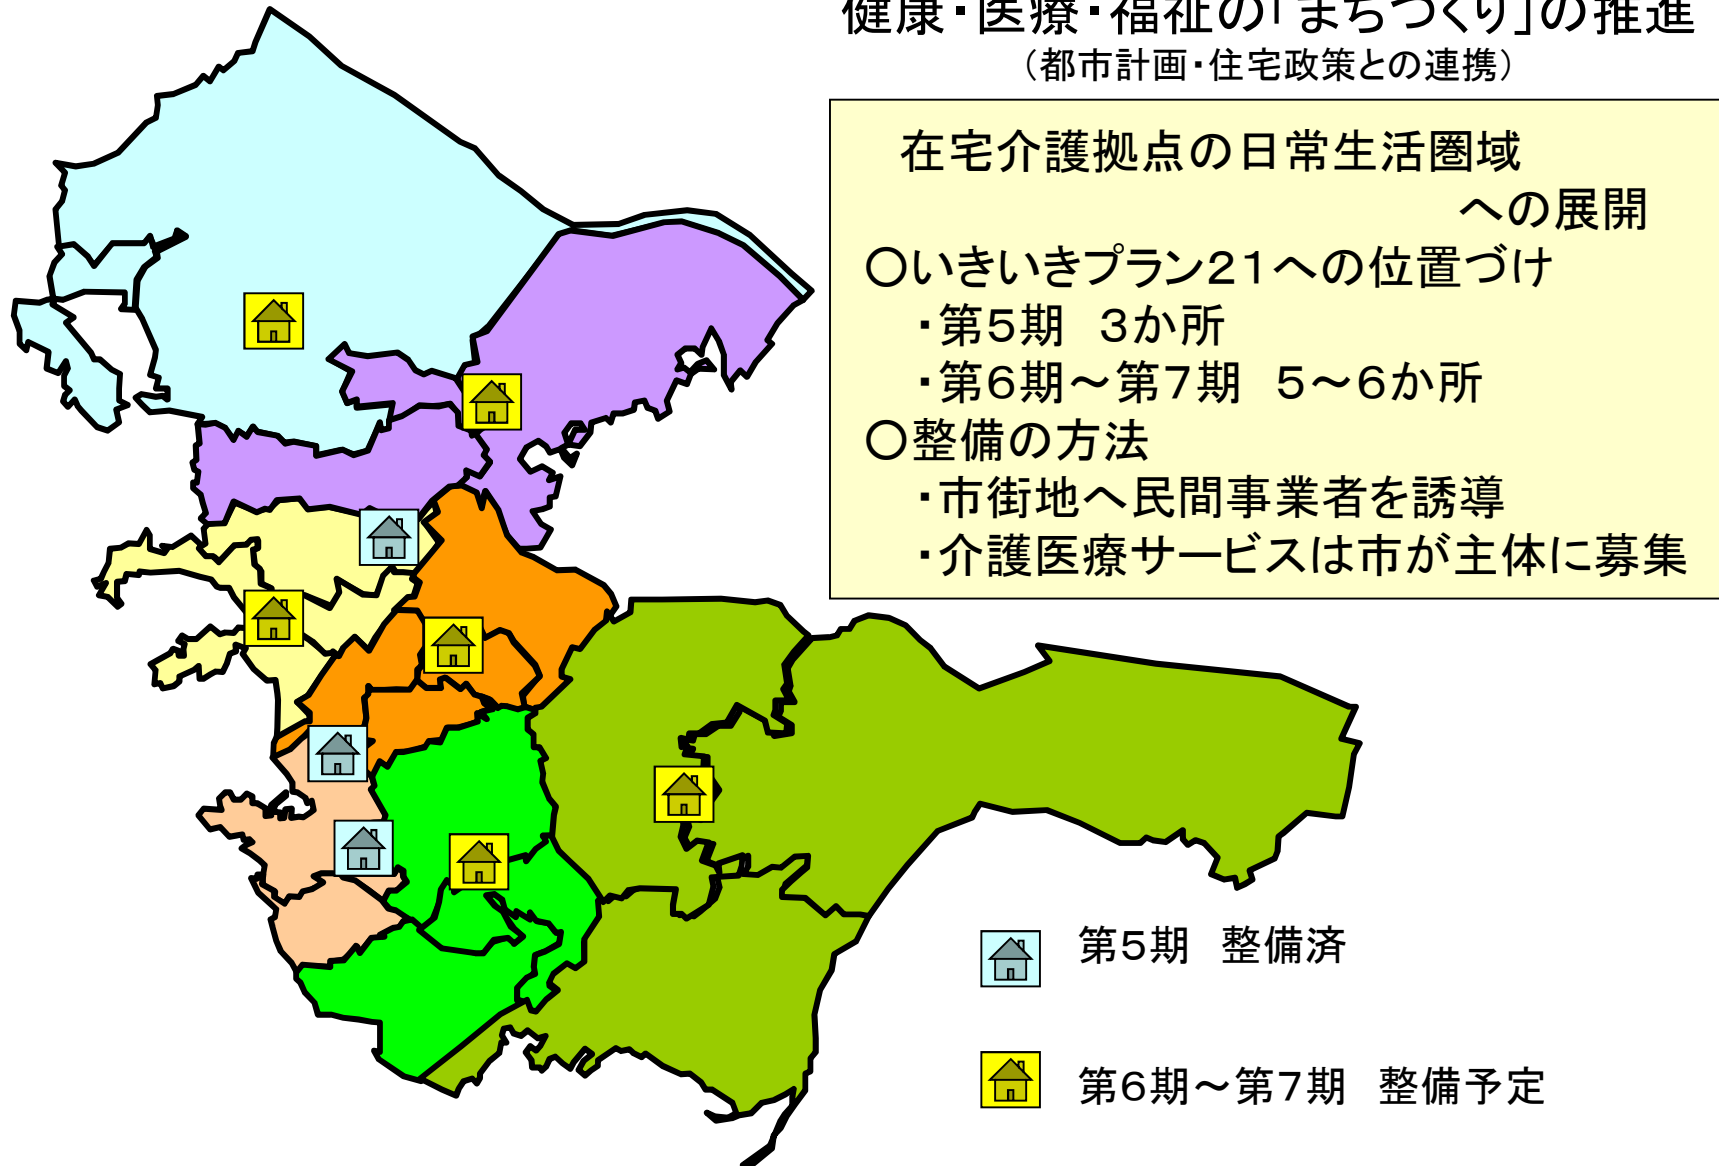 健康・医療・福祉の「まちづくり」の推進
（都市計画・住宅政策との連携）
在宅介護拠点の日常生活圏域
への展開
○いきいきプラン２１への位置づけ
・第５期　３か所
・第６期～第７期　５～６か所
○整備の方法
・市街地へ民間事業者を誘導
・介護医療サービスは市が主体に募集
第５期　整備済
第６期～第７期　整備予定